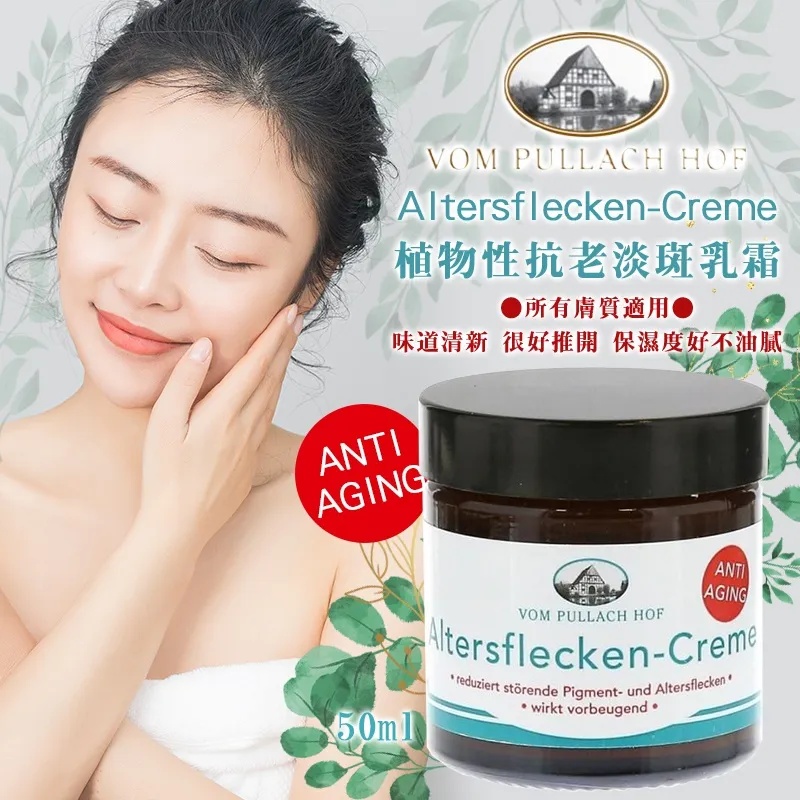 VOM PULLACH HOF
Altersflecken-Creme
植物性抗老淡斑乳霜
●所有膚質適用●
味道清新 很好推開 保濕度好不油膩
ANTI
AGING
ANTI
AGING
VOM PULLACH HOF
Altersflecken-Creme
• reduziert störende Pigment- und Altersflecken •
• wirkt vorbeugend •
50ml